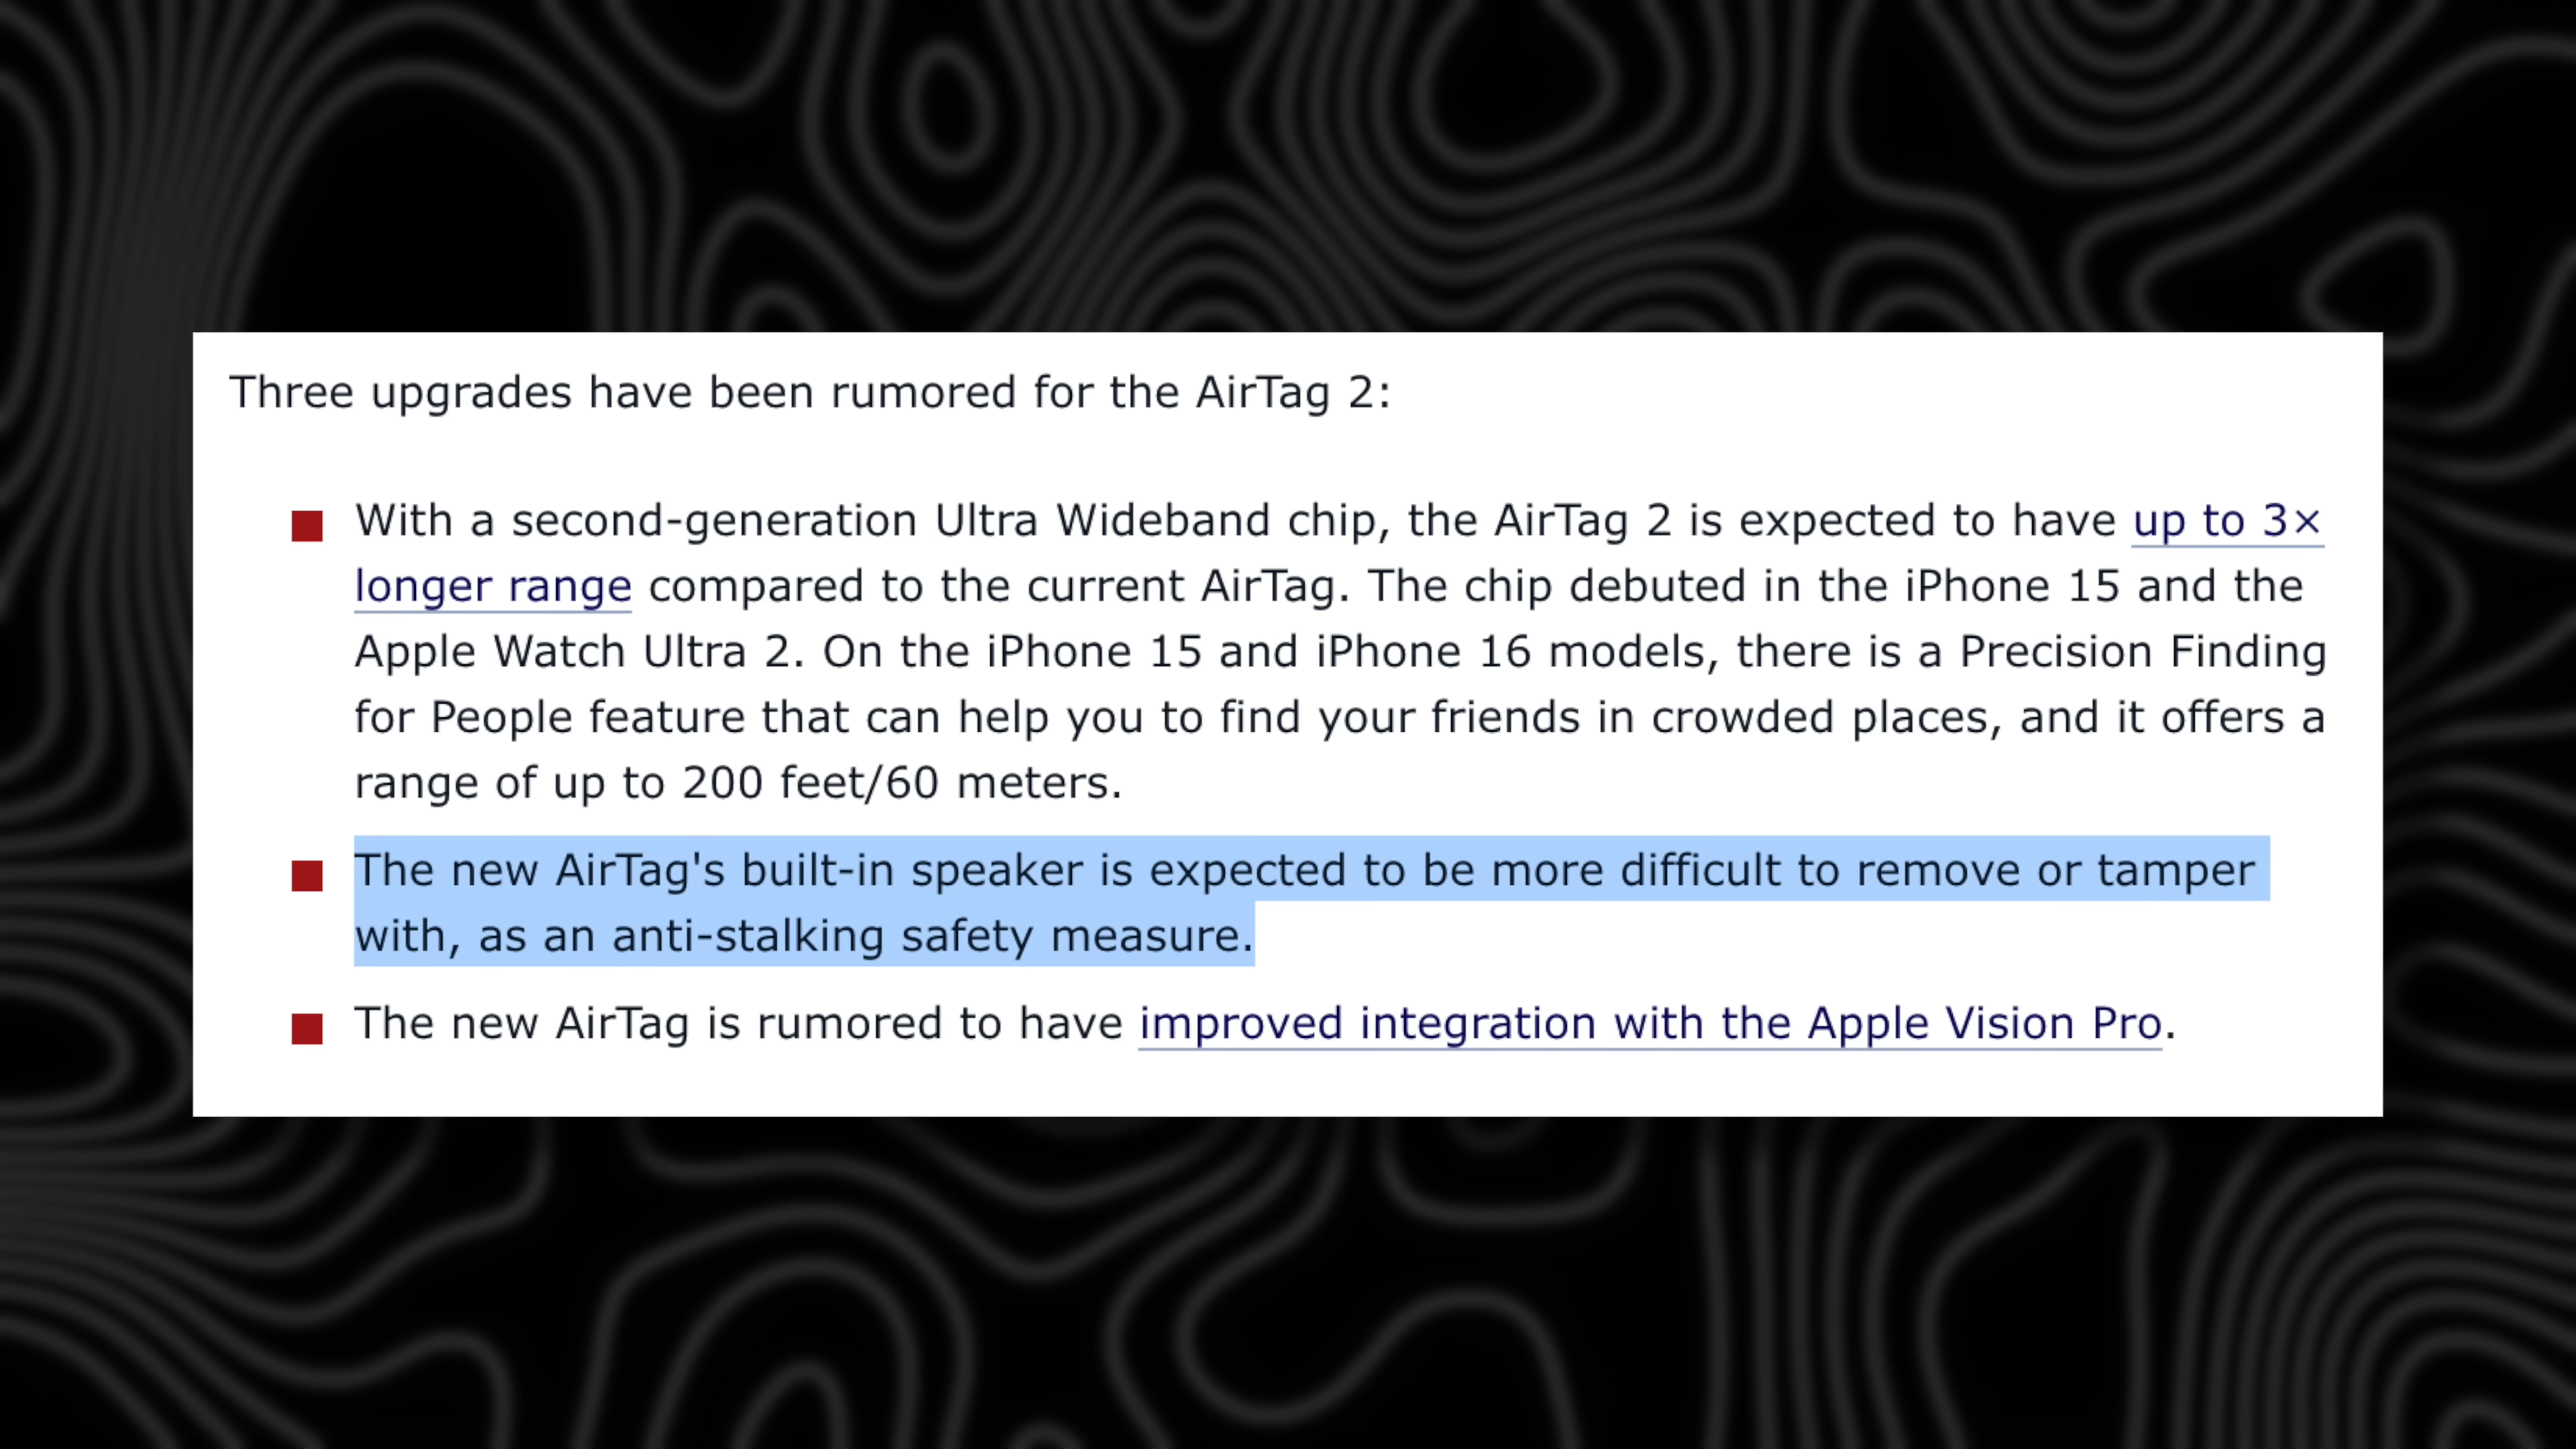 Three upgrades have been rumored for the AirTag 2:
With a second-generation Ultra Wideband chip, the AirTag 2 is expected to have up to 3×
longer range compared to the current AirTag. The chip debuted in the iPhone 15 and the
Apple Watch Ultra 2. On the iPhone 15 and iPhone 16 models, there is a Precision Finding
for People feature that can help you to find your friends in crowded places, and it offers a
range of up to 200 feet/60 meters.
The new AirTag's built-in speaker is expected to be more difficult to remove or tamper
with, as an anti-stalking safety measure.
The new AirTag is rumored to have improved integration with the Apple Vision Pro.